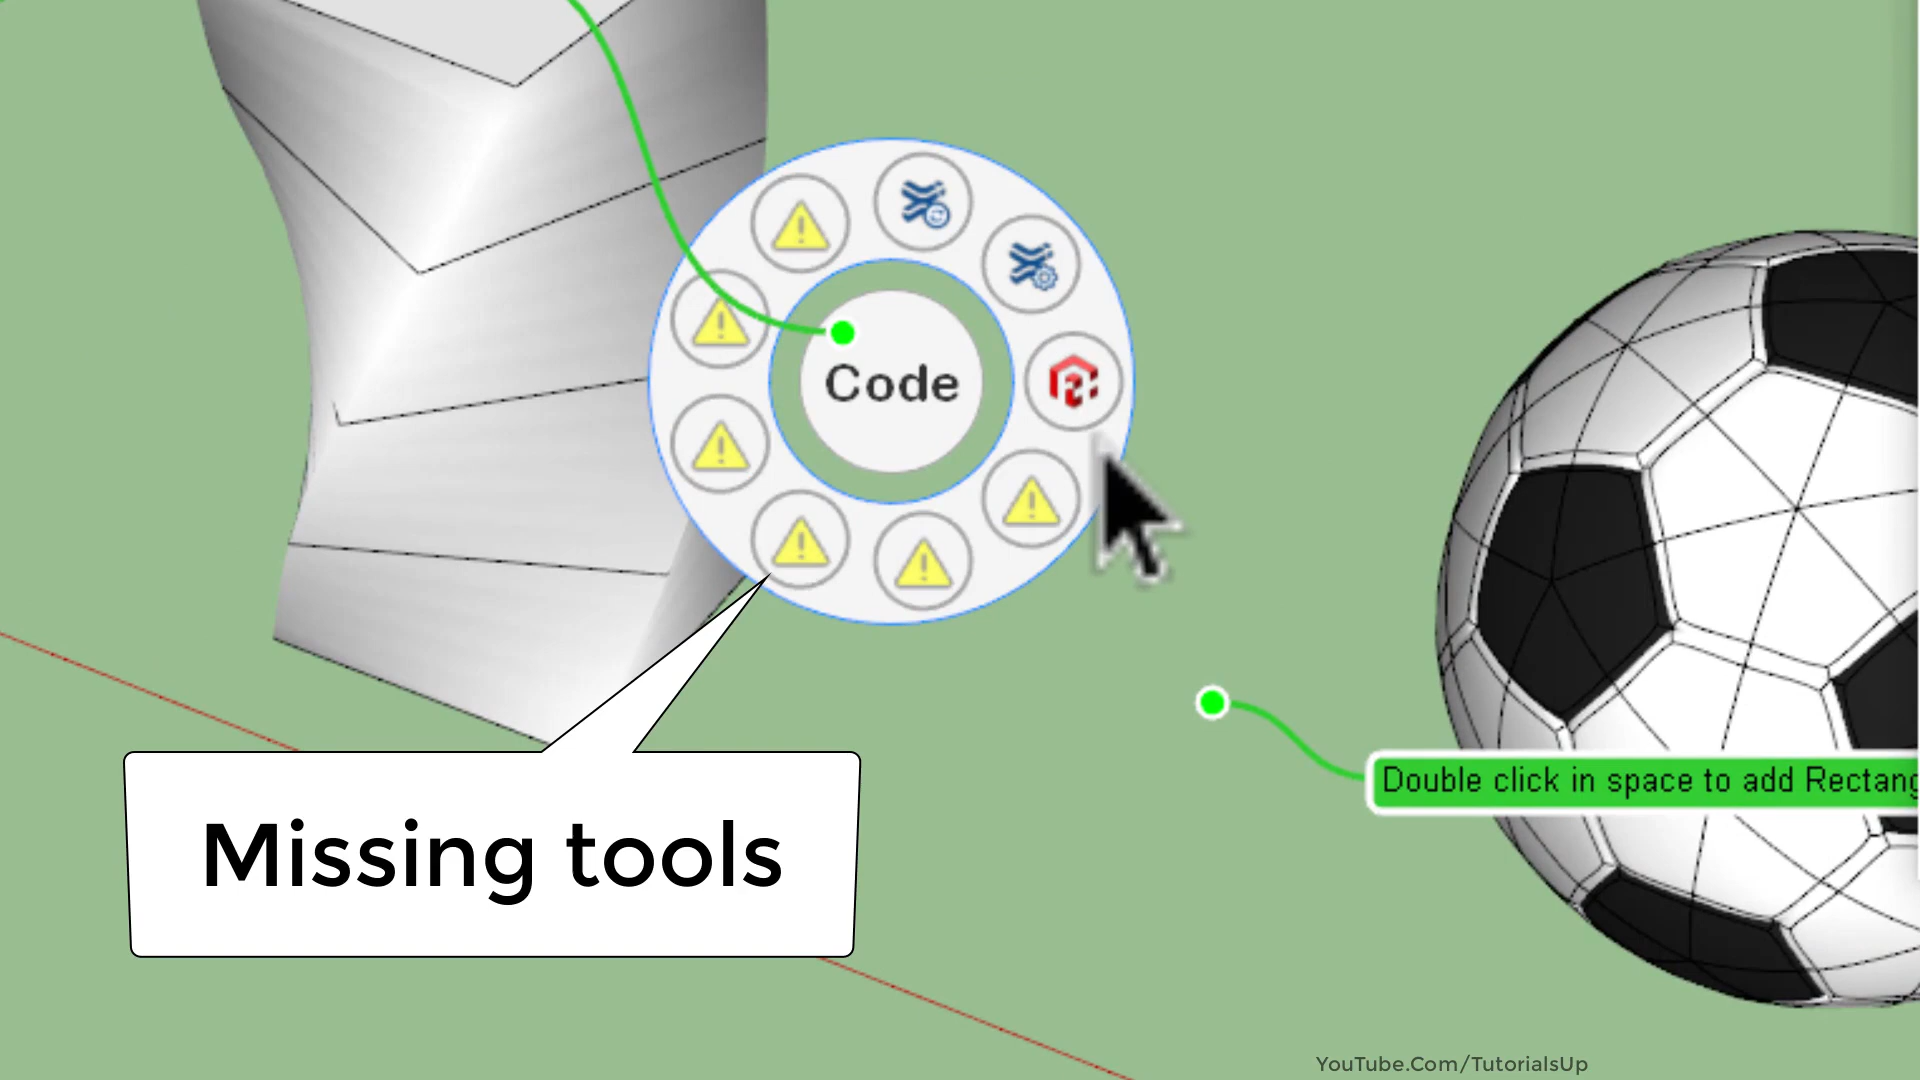 Code
Double click in space to add Rectang
Missing tools
YouTube.Com/TutorialsUp